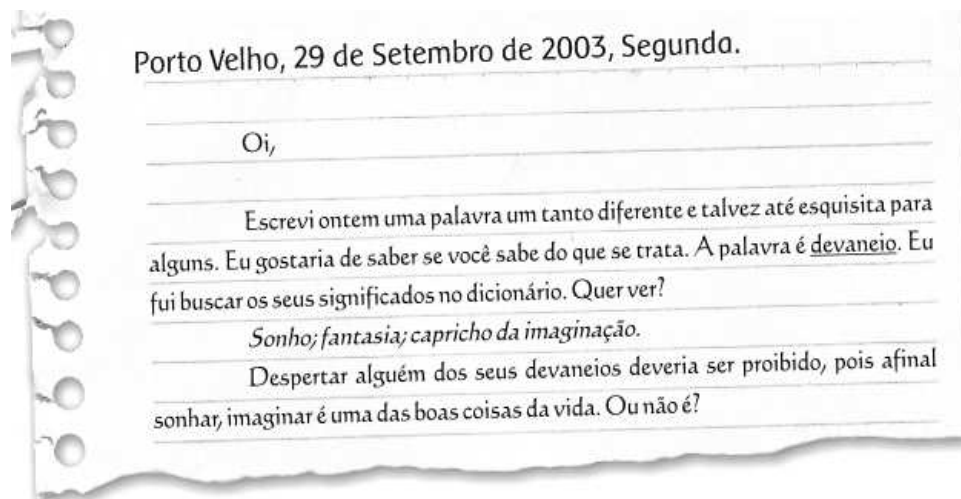 Porto Velho, 29 de Setembro de 2003, Segunda.
Oi,
Escrevi ontem uma palavra um tanto diferente e talvez até esquisita para
alguns. Eu gostaria de saber se você sabe do que se trata. A palavra é devaneio. Eu
fui buscar os seus significados no dicionário. Quer ver?
Sonho; fantasia; capricho da imaginação.
Despertar alguém dos seus devaneios deveria ser proibido, pois afinal
sonhar, imaginar é uma das boas coisas da vida. Ou não é?